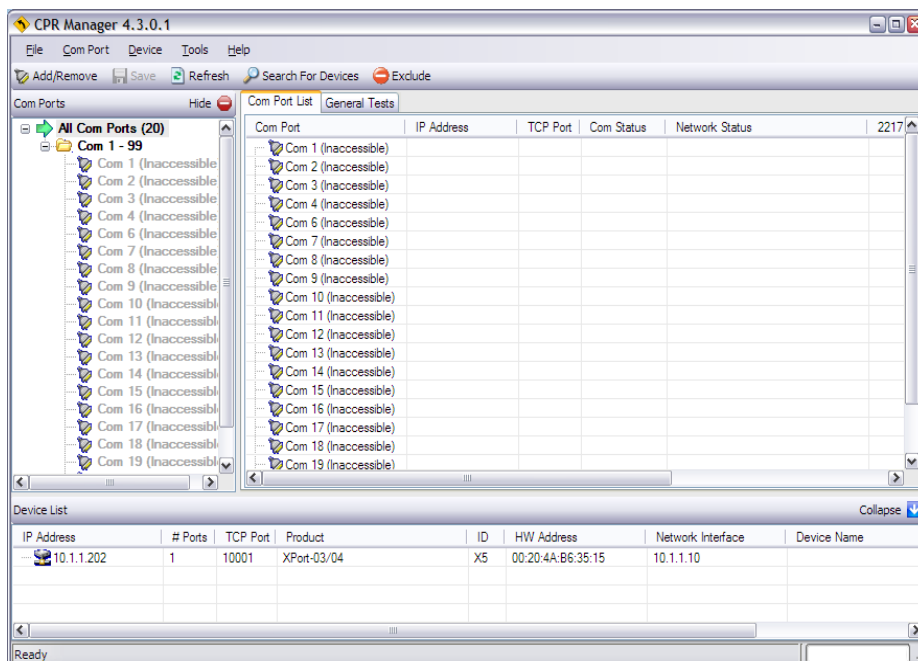 CPR Manager 4.3.0.1
File Com Port Device Tools Help
Add/Remove Save Refresh Search For Devices Exclude
Com Ports Hide
All Com Ports (20)
Com 1 - 99
Com 1 (Inaccessible
Com 2 (Inaccessible
Com 3 (Inaccessible
Com 4 (Inaccessible
Com 6 (Inaccessible
Com 7 (Inaccessible
Com 8 (Inaccessible
Com 9 (Inaccessible
Com 10 (Inaccessibl
Com 11 (Inaccessibl
Com 12 (Inaccessibl
Com 13 (Inaccessibl
Com 14 (Inaccessibl
Com 15 (Inaccessibl
Com 16 (Inaccessibl
Com 17 (Inaccessibl
Com 18 (Inaccessibl
Com 19 (Inaccessibl
Com Port List General Tests
Com Port IP Address TCP Port Com Status Network Status 2217
Com 1 (Inaccessible)
Com 2 (Inaccessible)
Com 3 (Inaccessible)
Com 4 (Inaccessible)
Com 6 (Inaccessible)
Com 7 (Inaccessible)
Com 8 (Inaccessible)
Com 9 (Inaccessible)
Com 10 (Inaccessible)
Com 11 (Inaccessible)
Com 12 (Inaccessible)
Com 13 (Inaccessible)
Com 14 (Inaccessible)
Com 15 (Inaccessible)
Com 16 (Inaccessible)
Com 17 (Inaccessible)
Com 18 (Inaccessible)
Com 19 (Inaccessible)
Device List Collapse
IP Address # Ports TCP Port Product ID HW Address Network Interface Device Name
10.1.1.202 1 10001 XPort-03/04 X5 00:20:4A:B6:35:15 10.1.1.10
Ready